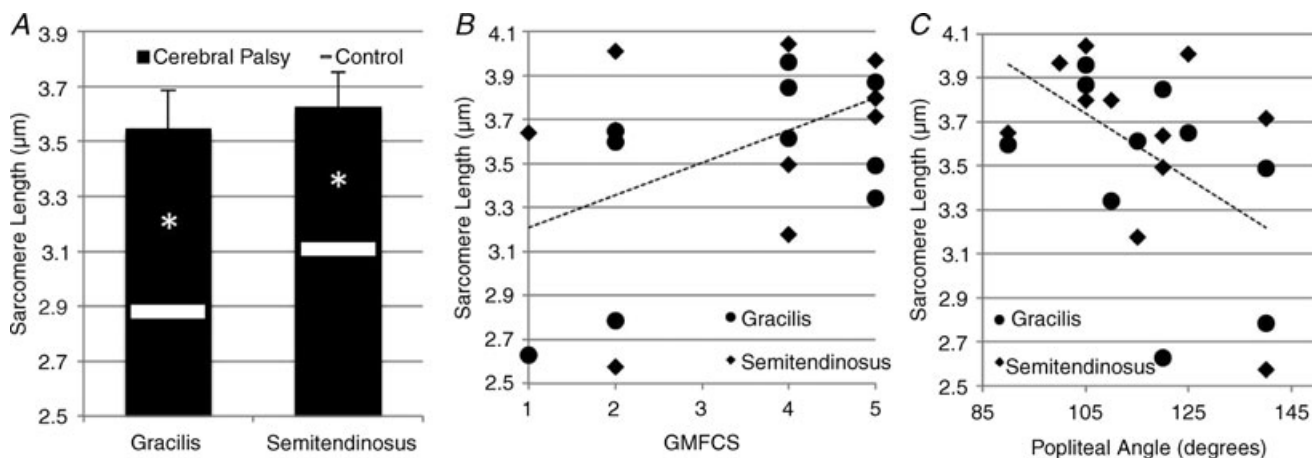 A
Sarcomere Length (µm)
3.9
3.7
3.5
3.3
3.1
2.9
2.7
2.5
Cerebral Palsy
Control
*
*
Gracilis
Semitendinosus
B
Sarcomere Length (µm)
4.1
3.9
3.7
3.5
3.3
3.1
2.9
2.7
2.5
Gracilis
Semitendinosus
1
2
3
4
5
GMFCS
C
Sarcomere Length (µm)
4.1
3.9
3.7
3.5
3.3
3.1
2.9
2.7
2.5
Gracilis
Semitendinosus
85
105
125
145
Popliteal Angle (degrees)